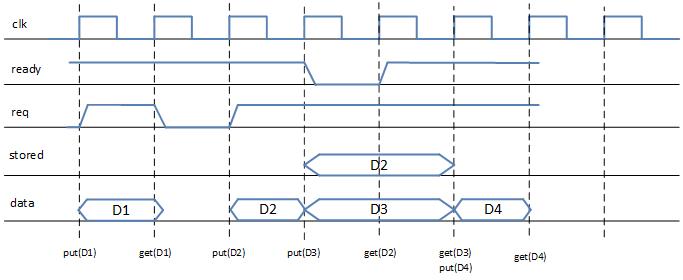 clk
ready
req
stored
D2
data
D1
D2
D3
D4
put(D1)
get(D1)
put(D2)
put(D3)
get(D2)
get(D3)
put(D4)
get(D4)